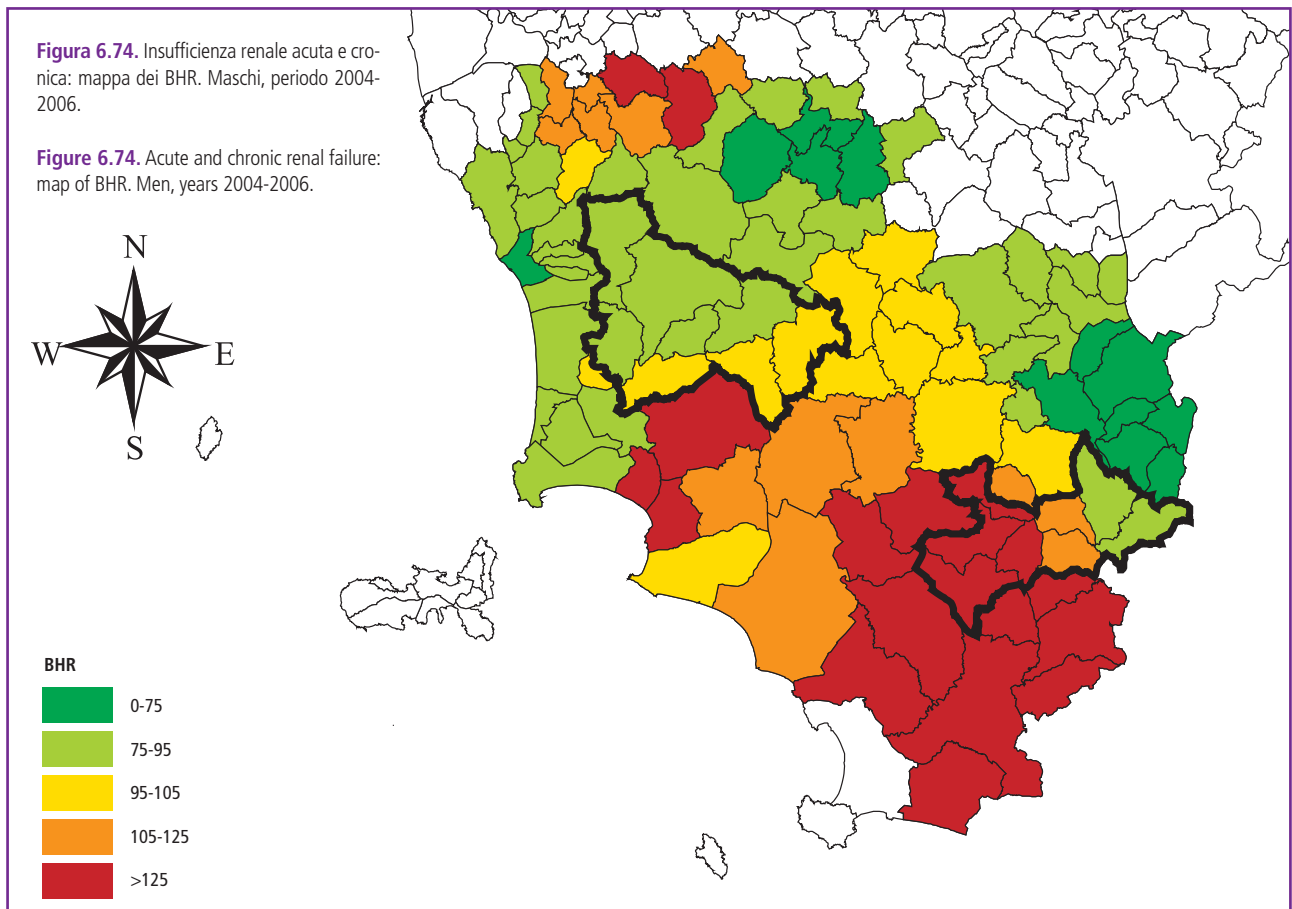 Figura 6.74. Insufficienza renale acuta e cro-
nica: mappa dei BHR. Maschi, periodo 2004-
2006.
Figure 6.74. Acute and chronic renal failure:
map of BHR. Men, years 2004-2006.
N
W
E
S
BHR
0-75
75-95
95-105
105-125
>125